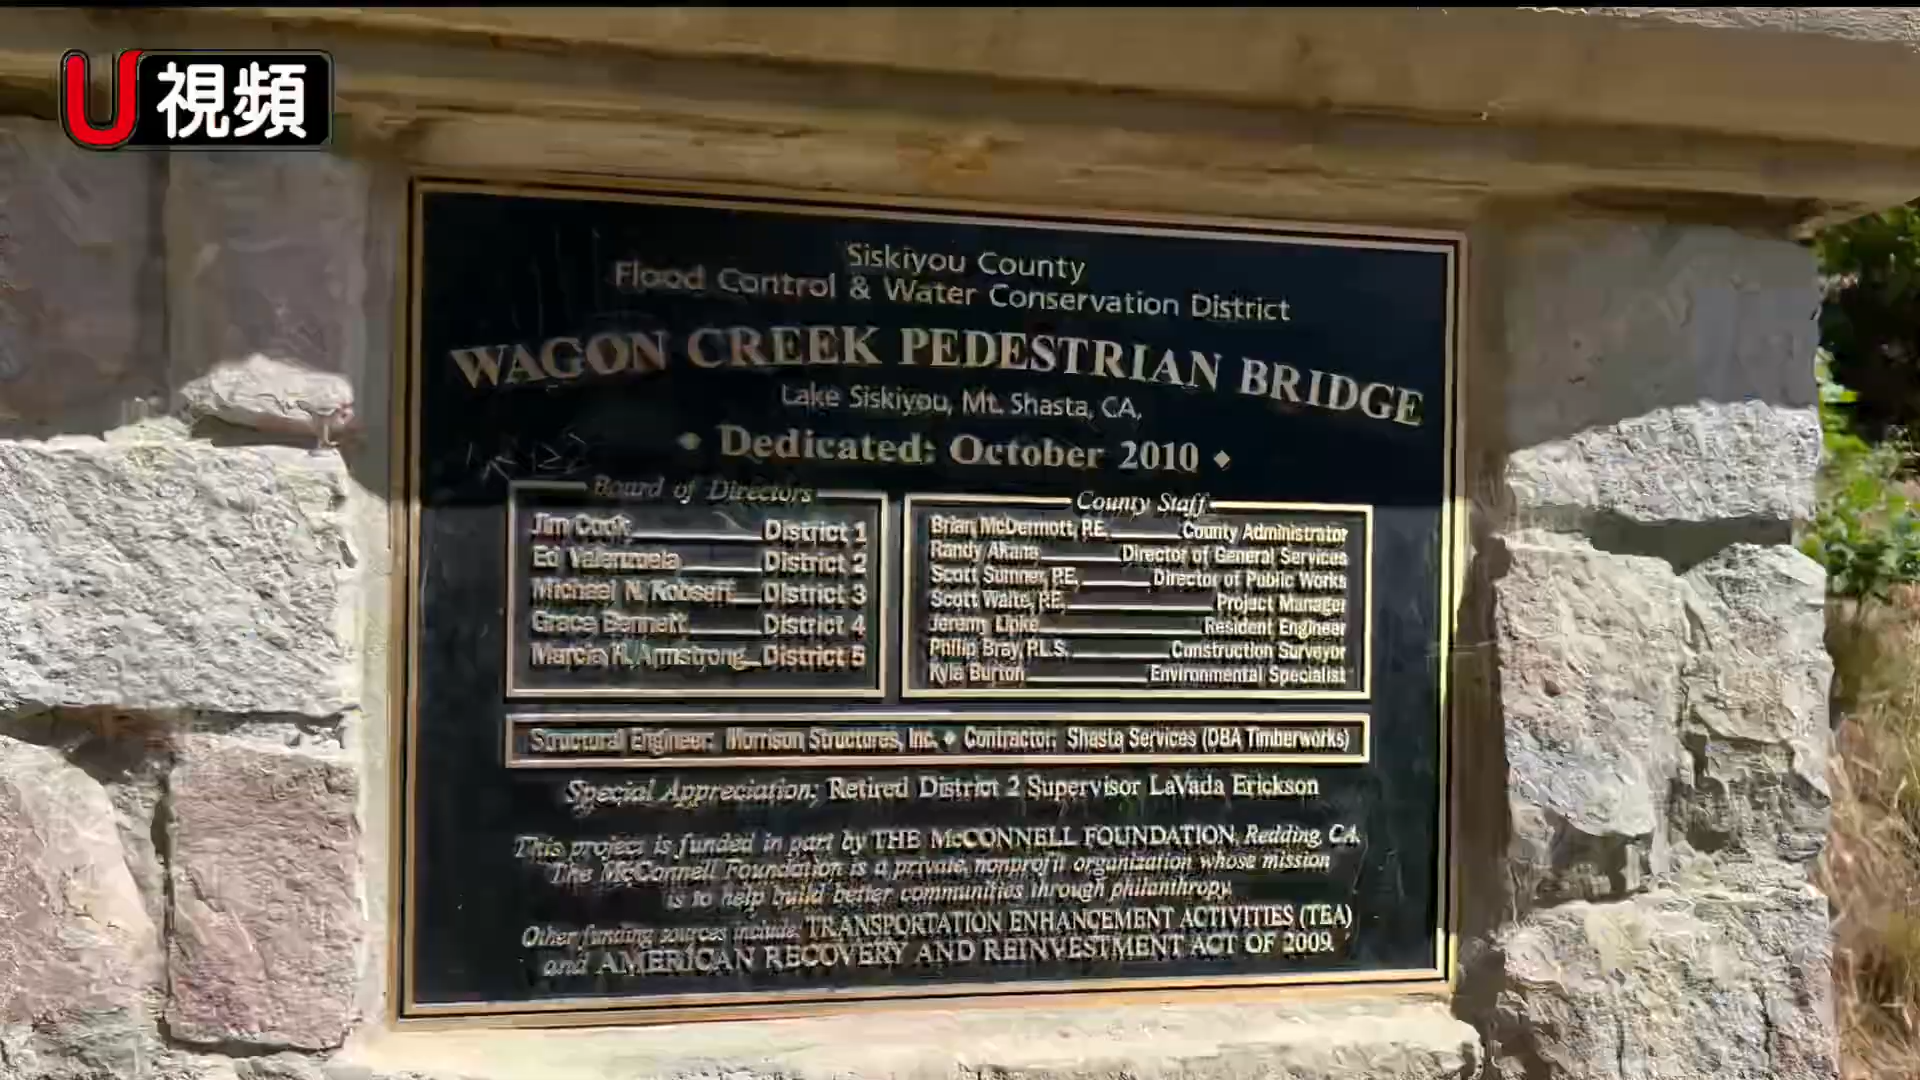 U視頻
Siskiyou County
Flood Control & Water Conservation District
WAGON CREEK PEDESTRIAN BRIDGE
Lake Siskiyou, Mt. Shasta, CA,
Dedicated: October 2010
Board of Directors
Jim Cook District 1
Ed Valenzuela District 2
Michael N. Kobseff District 3
Grace Bennett District 4
Marcia H. Armstrong District 5
County Staff
Brian McDermott, P.E. County Administrator
Randy Akana Director of General Services
Scott Sumner, P.E. Director of Public Works
Scott Waite, P.E. Project Manager
Jeremy Lipke Resident Engineer
Philip Bray, P.L.S. Construction Surveyor
Kyle Burton Environmental Specialist
Structural Engineer: Morrison Structures, Inc. ♦ Contractor: Shasta Services (DBA Timberworks)
Special Appreciation: Retired District 2 Supervisor LaVada Erickson
This project is funded in part by THE McCONNELL FOUNDATION, Redding, CA.
The McConnell Foundation is a private, nonprofit organization whose mission
is to help build better communities through philanthropy.
Other funding sources include: TRANSPORTATION ENHANCEMENT ACTIVITIES (TEA)
and AMERICAN RECOVERY AND REINVESTMENT ACT OF 2009.